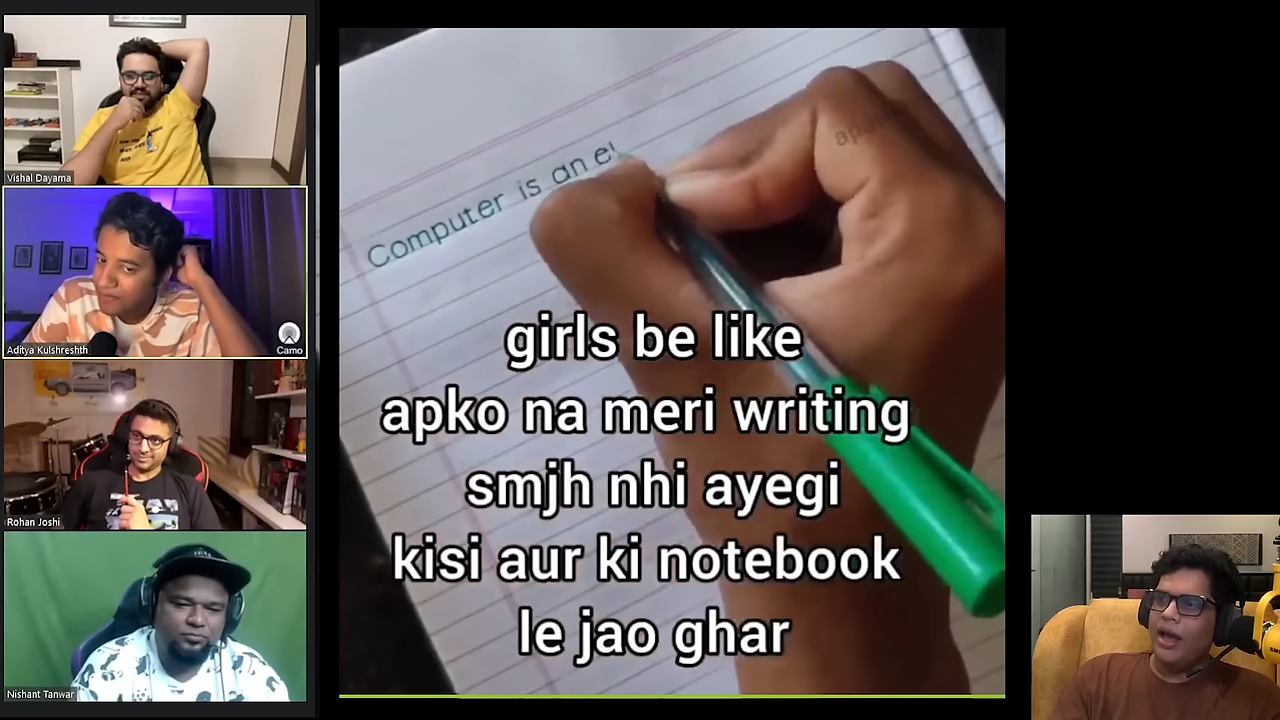 Vishal Dayama
Aditya Kulshreshth
Camo
Rohan Joshi
Nishant Tanwar
Computer is an
girls be like
apko na meri writing
smjh nhi ayegi
kisi aur ki notebook
le jao ghar